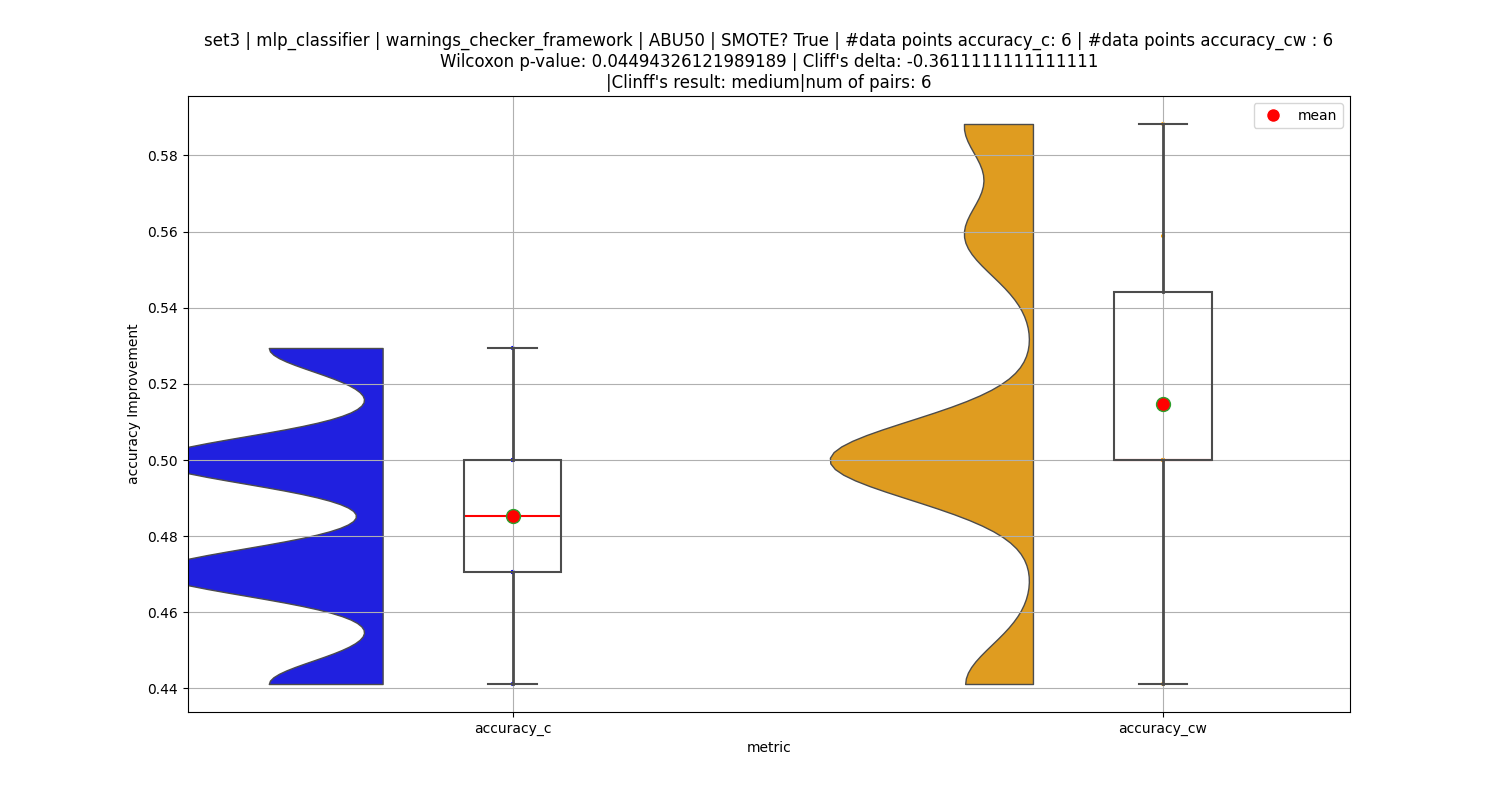 set3 | mlp_classifier | warnings_checker_framework | ABU50 | SMOTE? True | #data points accuracy_c: 6 | #data points accuracy_cw : 6
Wilcoxon p-value: 0.04494326121989189 | Cliff's delta: -0.3611111111111111
|Clinff's result: medium|num of pairs: 6
mean
0.58
0.56
0.54
0.52
0.50
0.48
0.46
0.44
accuracy Improvement
accuracy_c
accuracy_cw
metric